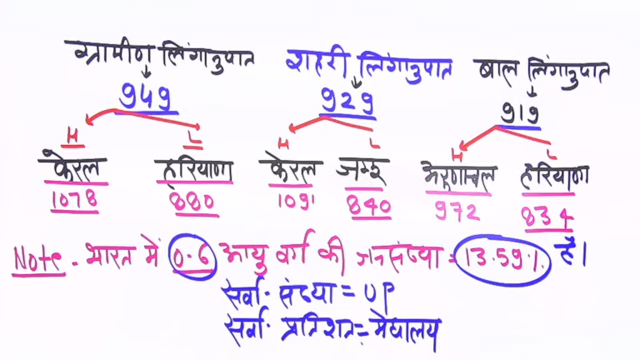 ग्रामीण लिंगानुपात शहरी लिंगानुपात बाल लिंगानुपात
949 929 919
H L H L H L
केरल हरियाणा केरल जम्मू अरुणाचल हरियाणा
1078 880 1091 840 972 834
Note- भारत में 0-6 आयु वर्ग की जनसंख्या = 13.59% है।
सर्वा. संख्या = UP
सर्वा. प्रतिशत = मेघालय